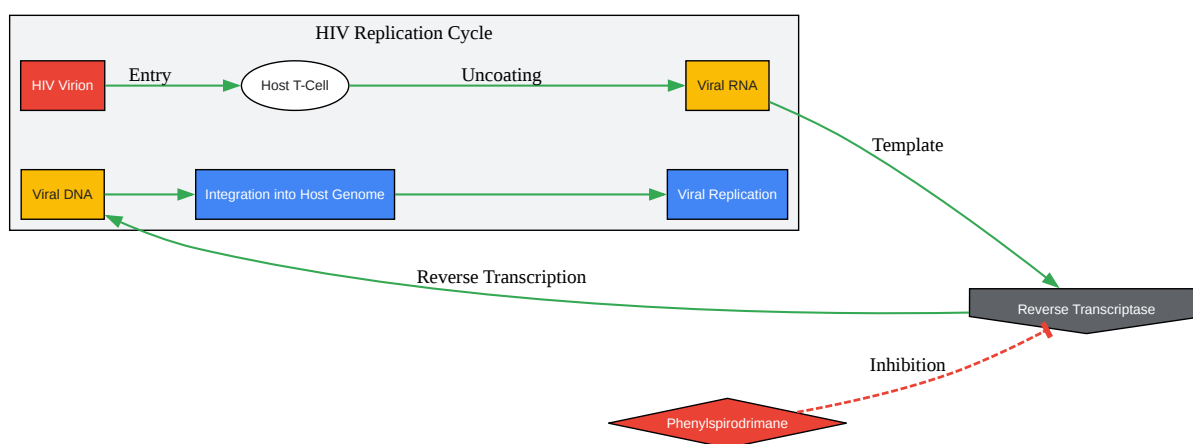 HIV Replication Cycle
HIV Virion
Entry
Host T-Cell
Uncoating
Viral RNA
Template
Viral DNA
Integration into Host Genome
Viral Replication
Reverse Transcription
Reverse Transcriptase
Inhibition
Phenylspirodrimane